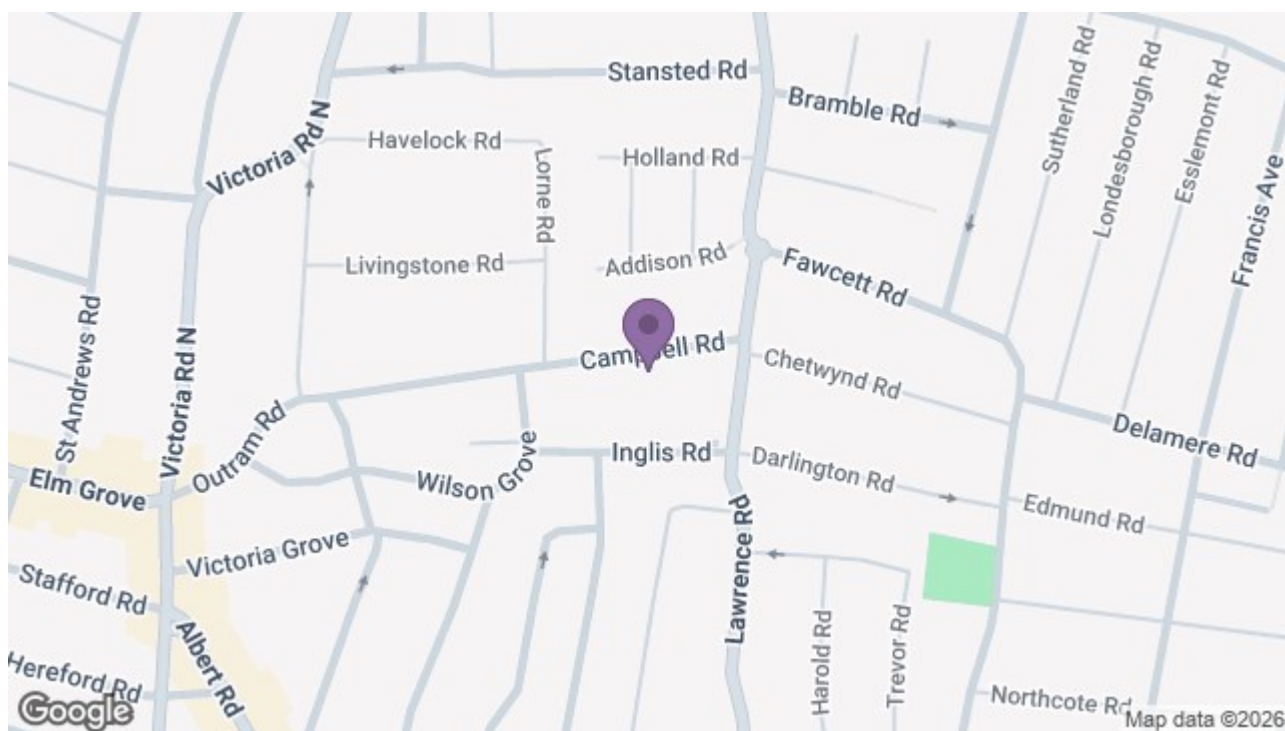 Stansted Rd
Bramble Rd
Sutherland Rd
Londesborough Rd
Esslemont Rd
Francis Ave
Victoria Rd N
Havelock Rd
Lorne Rd
Holland Rd
Livingstone Rd
Addison Rd
Fawcett Rd
St Andrews Rd
Victoria Rd N
Campbell Rd
Chetwynd Rd
Outram Rd
Delamere Rd
Elm Grove
Wilson Grove
Inglis Rd
Darlington Rd
Edmund Rd
Victoria Grove
Lawrence Rd
Stafford Rd
Albert Rd
Harold Rd
Trevor Rd
Hereford Rd
Northcote Rd
Google
Map data ©2026